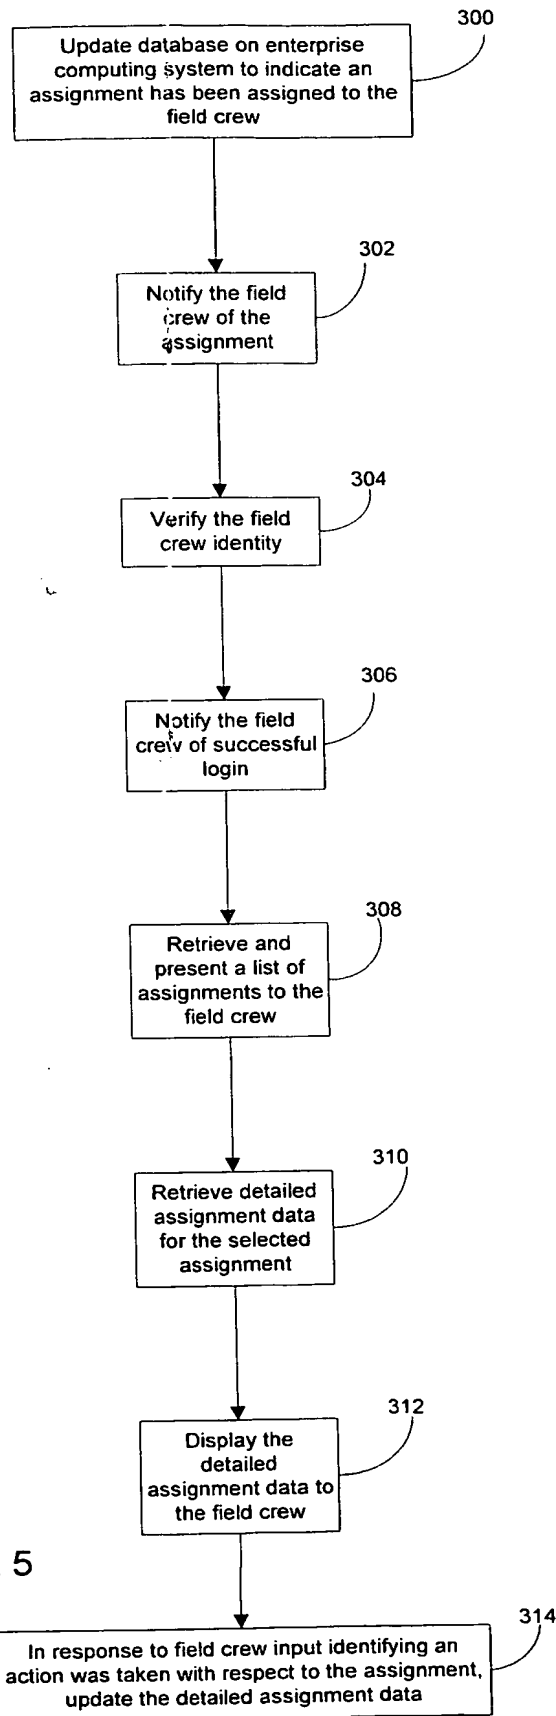 300
Update database on enterprise
computing system to indicate an
assignment has been assigned to the
field crew
302
Notify the field
crew of the
assignment
304
Verify the field
crew identity
306
Notify the field
crew of successful
login
308
Retrieve and
present a list of
assignments to the
field crew
310
Retrieve detailed
assignment data
for the selected
assignment
312
Display the
detailed
assignment data to
the field crew
5
314
In response to field crew input identifying an
action was taken with respect to the assignment,
update the detailed assignment data